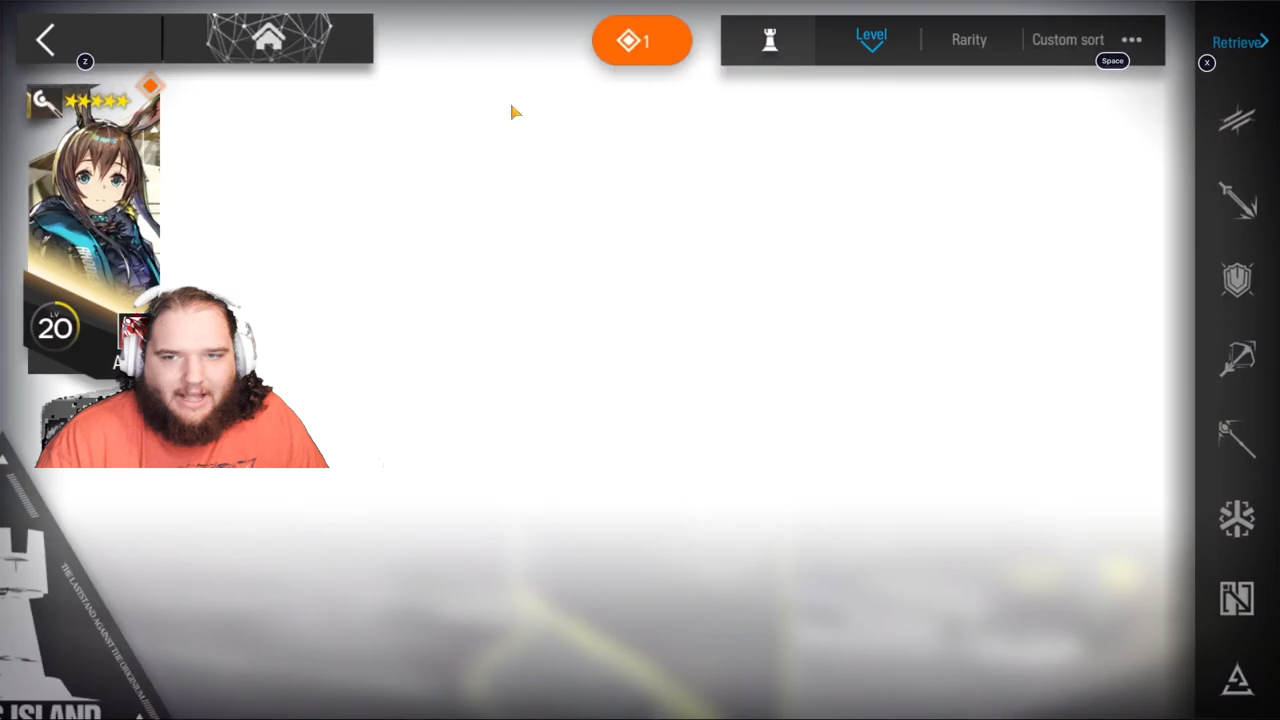 1
Level
Rarity
Custom sort
Retrieve
Z
Space
X
LV
20
A
THE LAST STAND AGAINST THE ORIGINIUM
ISLAND